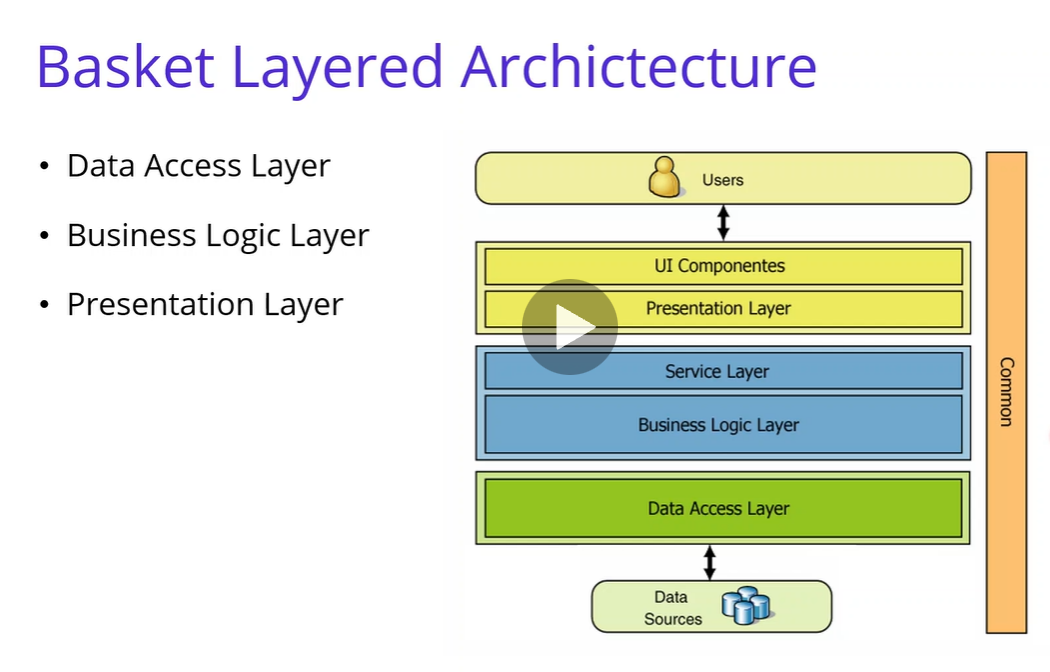 Basket Layered Archictecture
• Data Access Layer
• Business Logic Layer
• Presentation Layer
Users
UI Componentes
Presentation Layer
Service Layer
Business Logic Layer
Data Access Layer
Data
Sources
Common